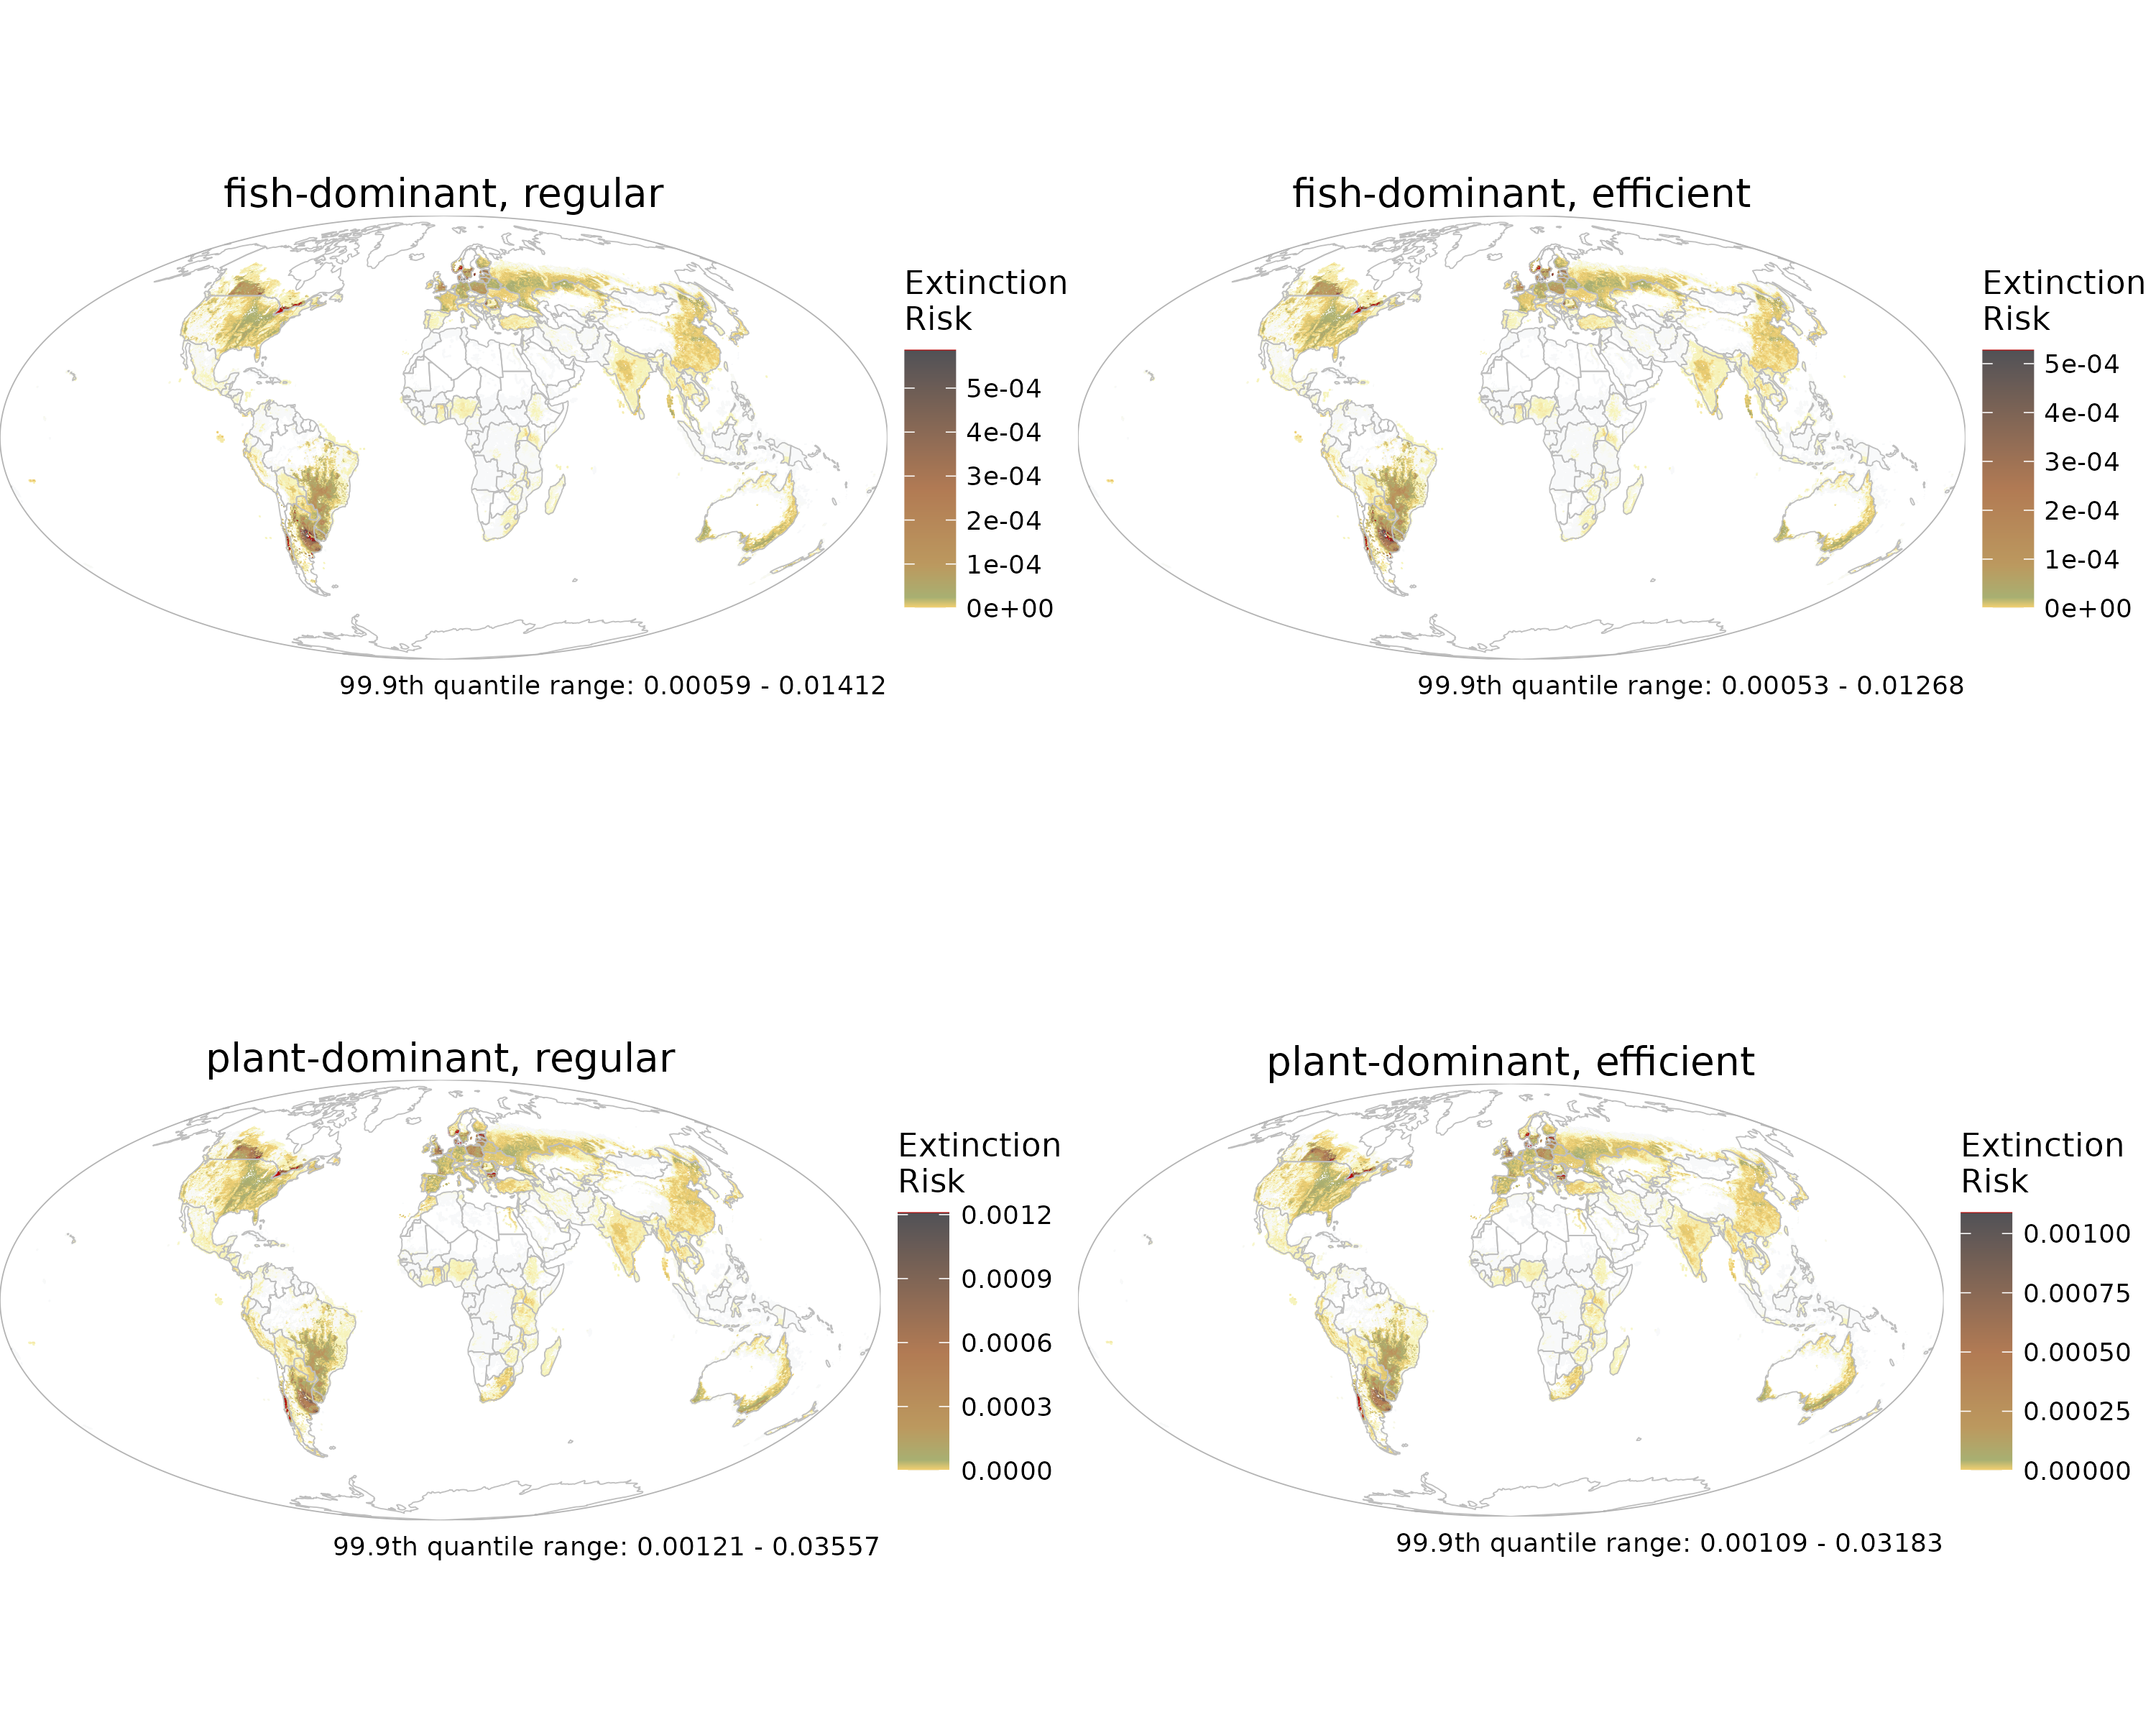 fish-dominant, regular
Extinction
Risk
5e-04
4e-04
3e-04
2e-04
1e-04
0e+00
99.9th quantile range: 0.00059 - 0.01412
fish-dominant, efficient
Extinction
Risk
5e-04
4e-04
3e-04
2e-04
1e-04
0e+00
99.9th quantile range: 0.00053 - 0.01268
plant-dominant, regular
Extinction
Risk
0.0012
0.0009
0.0006
0.0003
0.0000
99.9th quantile range: 0.00121 - 0.03557
plant-dominant, efficient
Extinction
Risk
0.00100
0.00075
0.00050
0.00025
0.00000
99.9th quantile range: 0.00109 - 0.03183